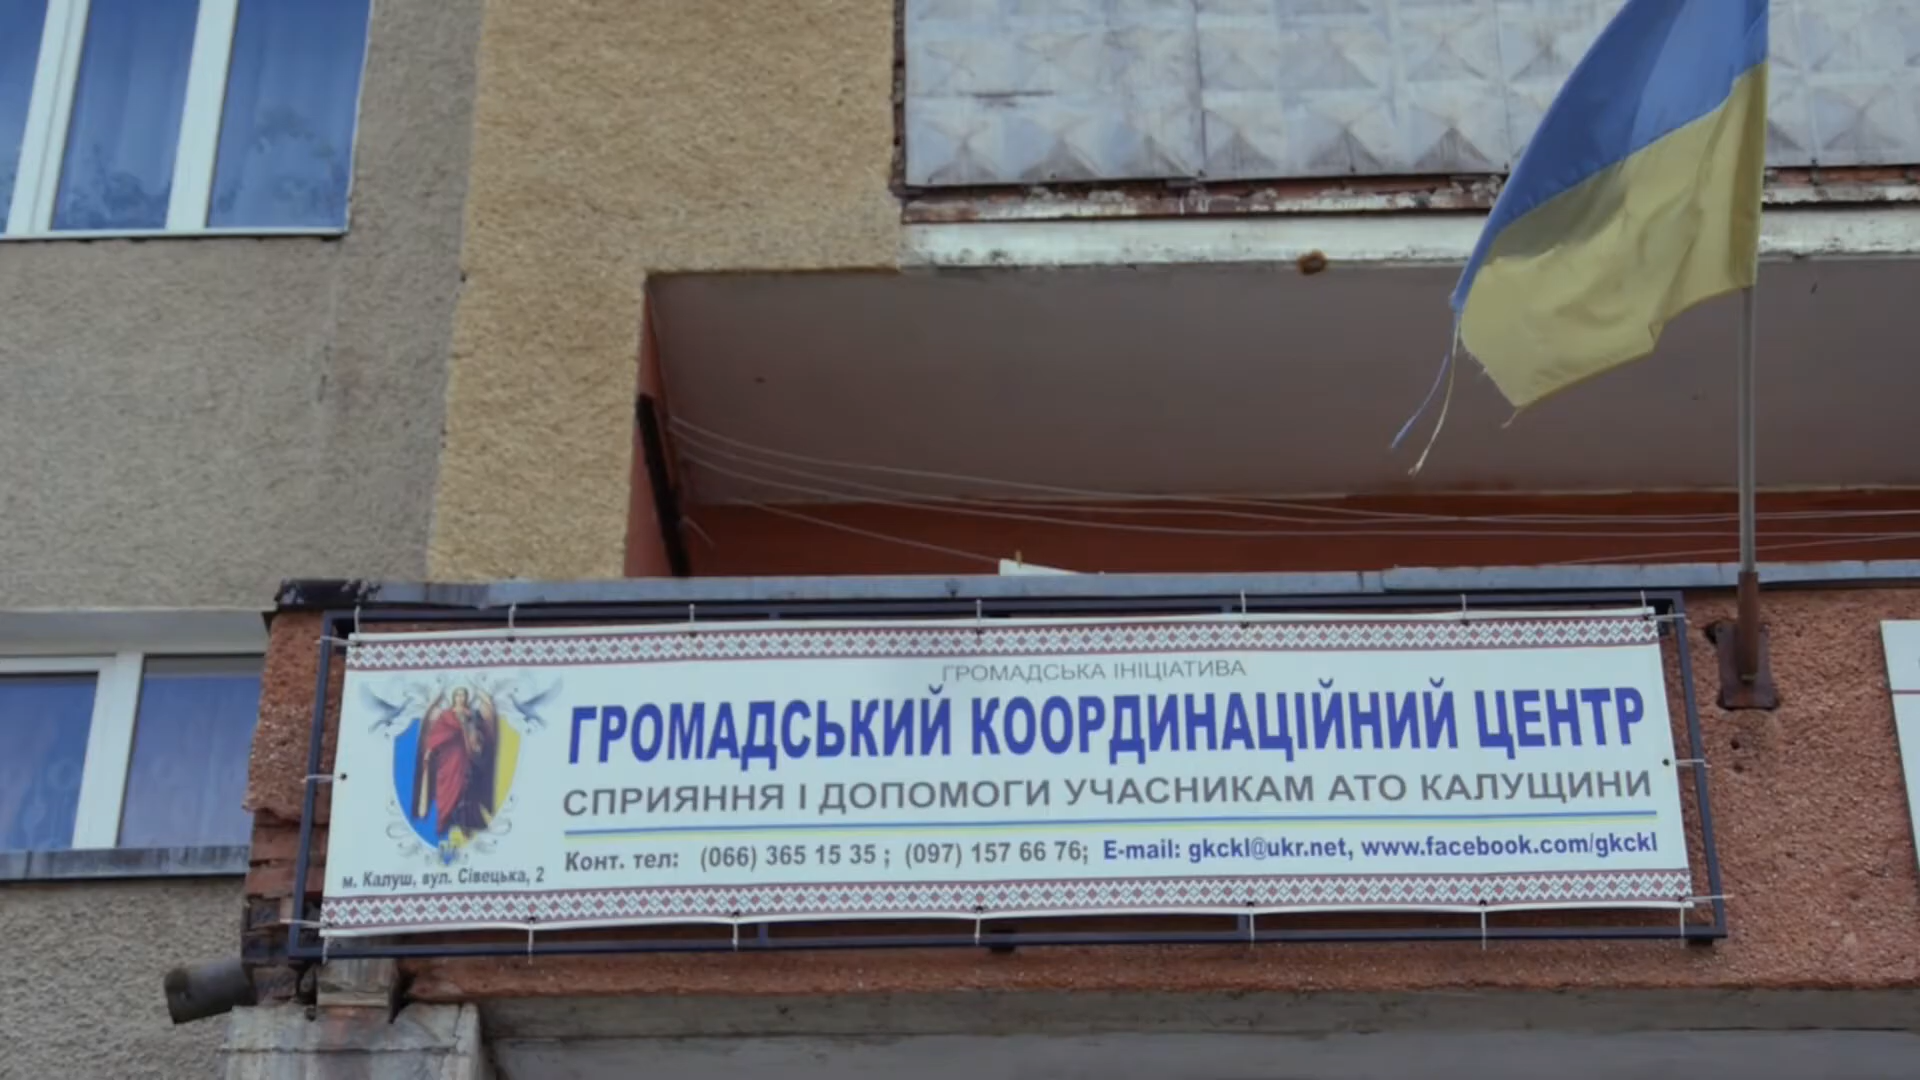 ГРОМАДСЬКА ІНІЦІАТИВА
ГРОМАДСЬКИЙ КООРДИНАЦІЙНИЙ ЦЕНТР
СПРИЯННЯ І ДОПОМОГИ УЧАСНИКАМ АТО КАЛУЩИНИ
Конт. тел: (066) 365 15 35 ; (097) 157 66 76; E-mail: gkckl@ukr.net, www.facebook.com/gkckl
м. Калуш, вул. Сівецька, 2